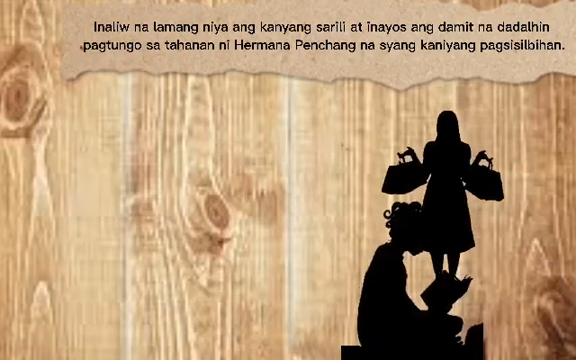 Inaliw na lamang niya ang kanyang sarili at inayos ang damit na dadalhin
pagtungo sa tahanan ni Hermana Penchang na syang kaniyang pagsisilbihan.